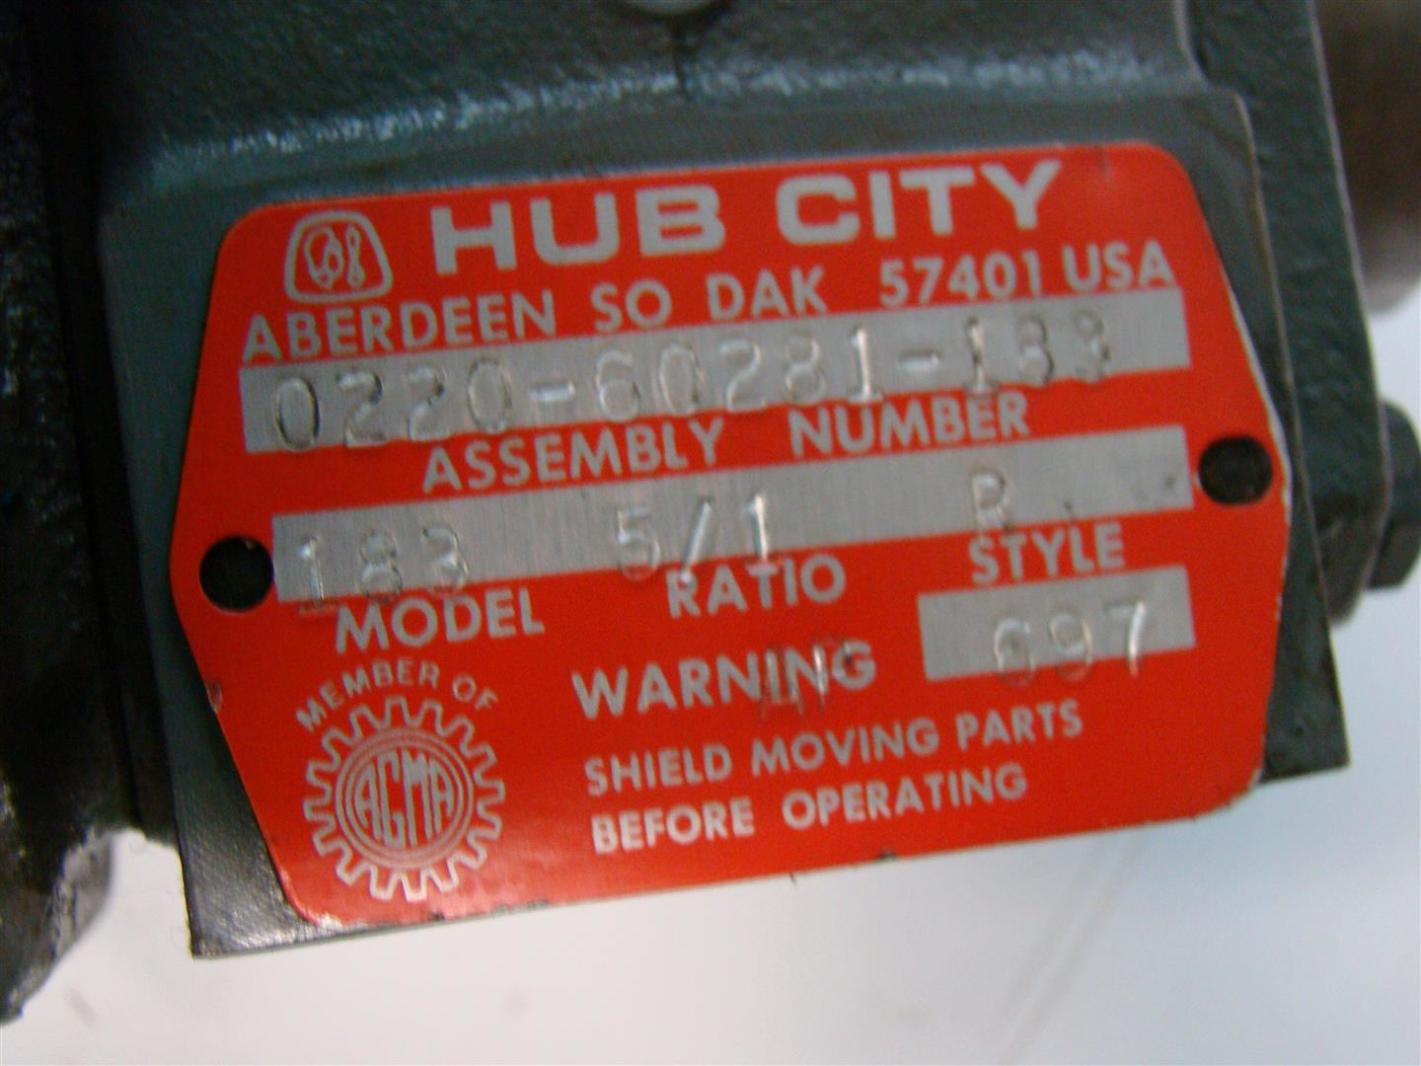 HUB CITY
ABERDEEN SO DAK 57401 USA
0220-60281-183
ASSEMBLY NUMBER
183 5/1 B
MODEL RATIO STYLE
697
WARNING
SHIELD MOVING PARTS
BEFORE OPERATING
MEMBER OF
AGMA